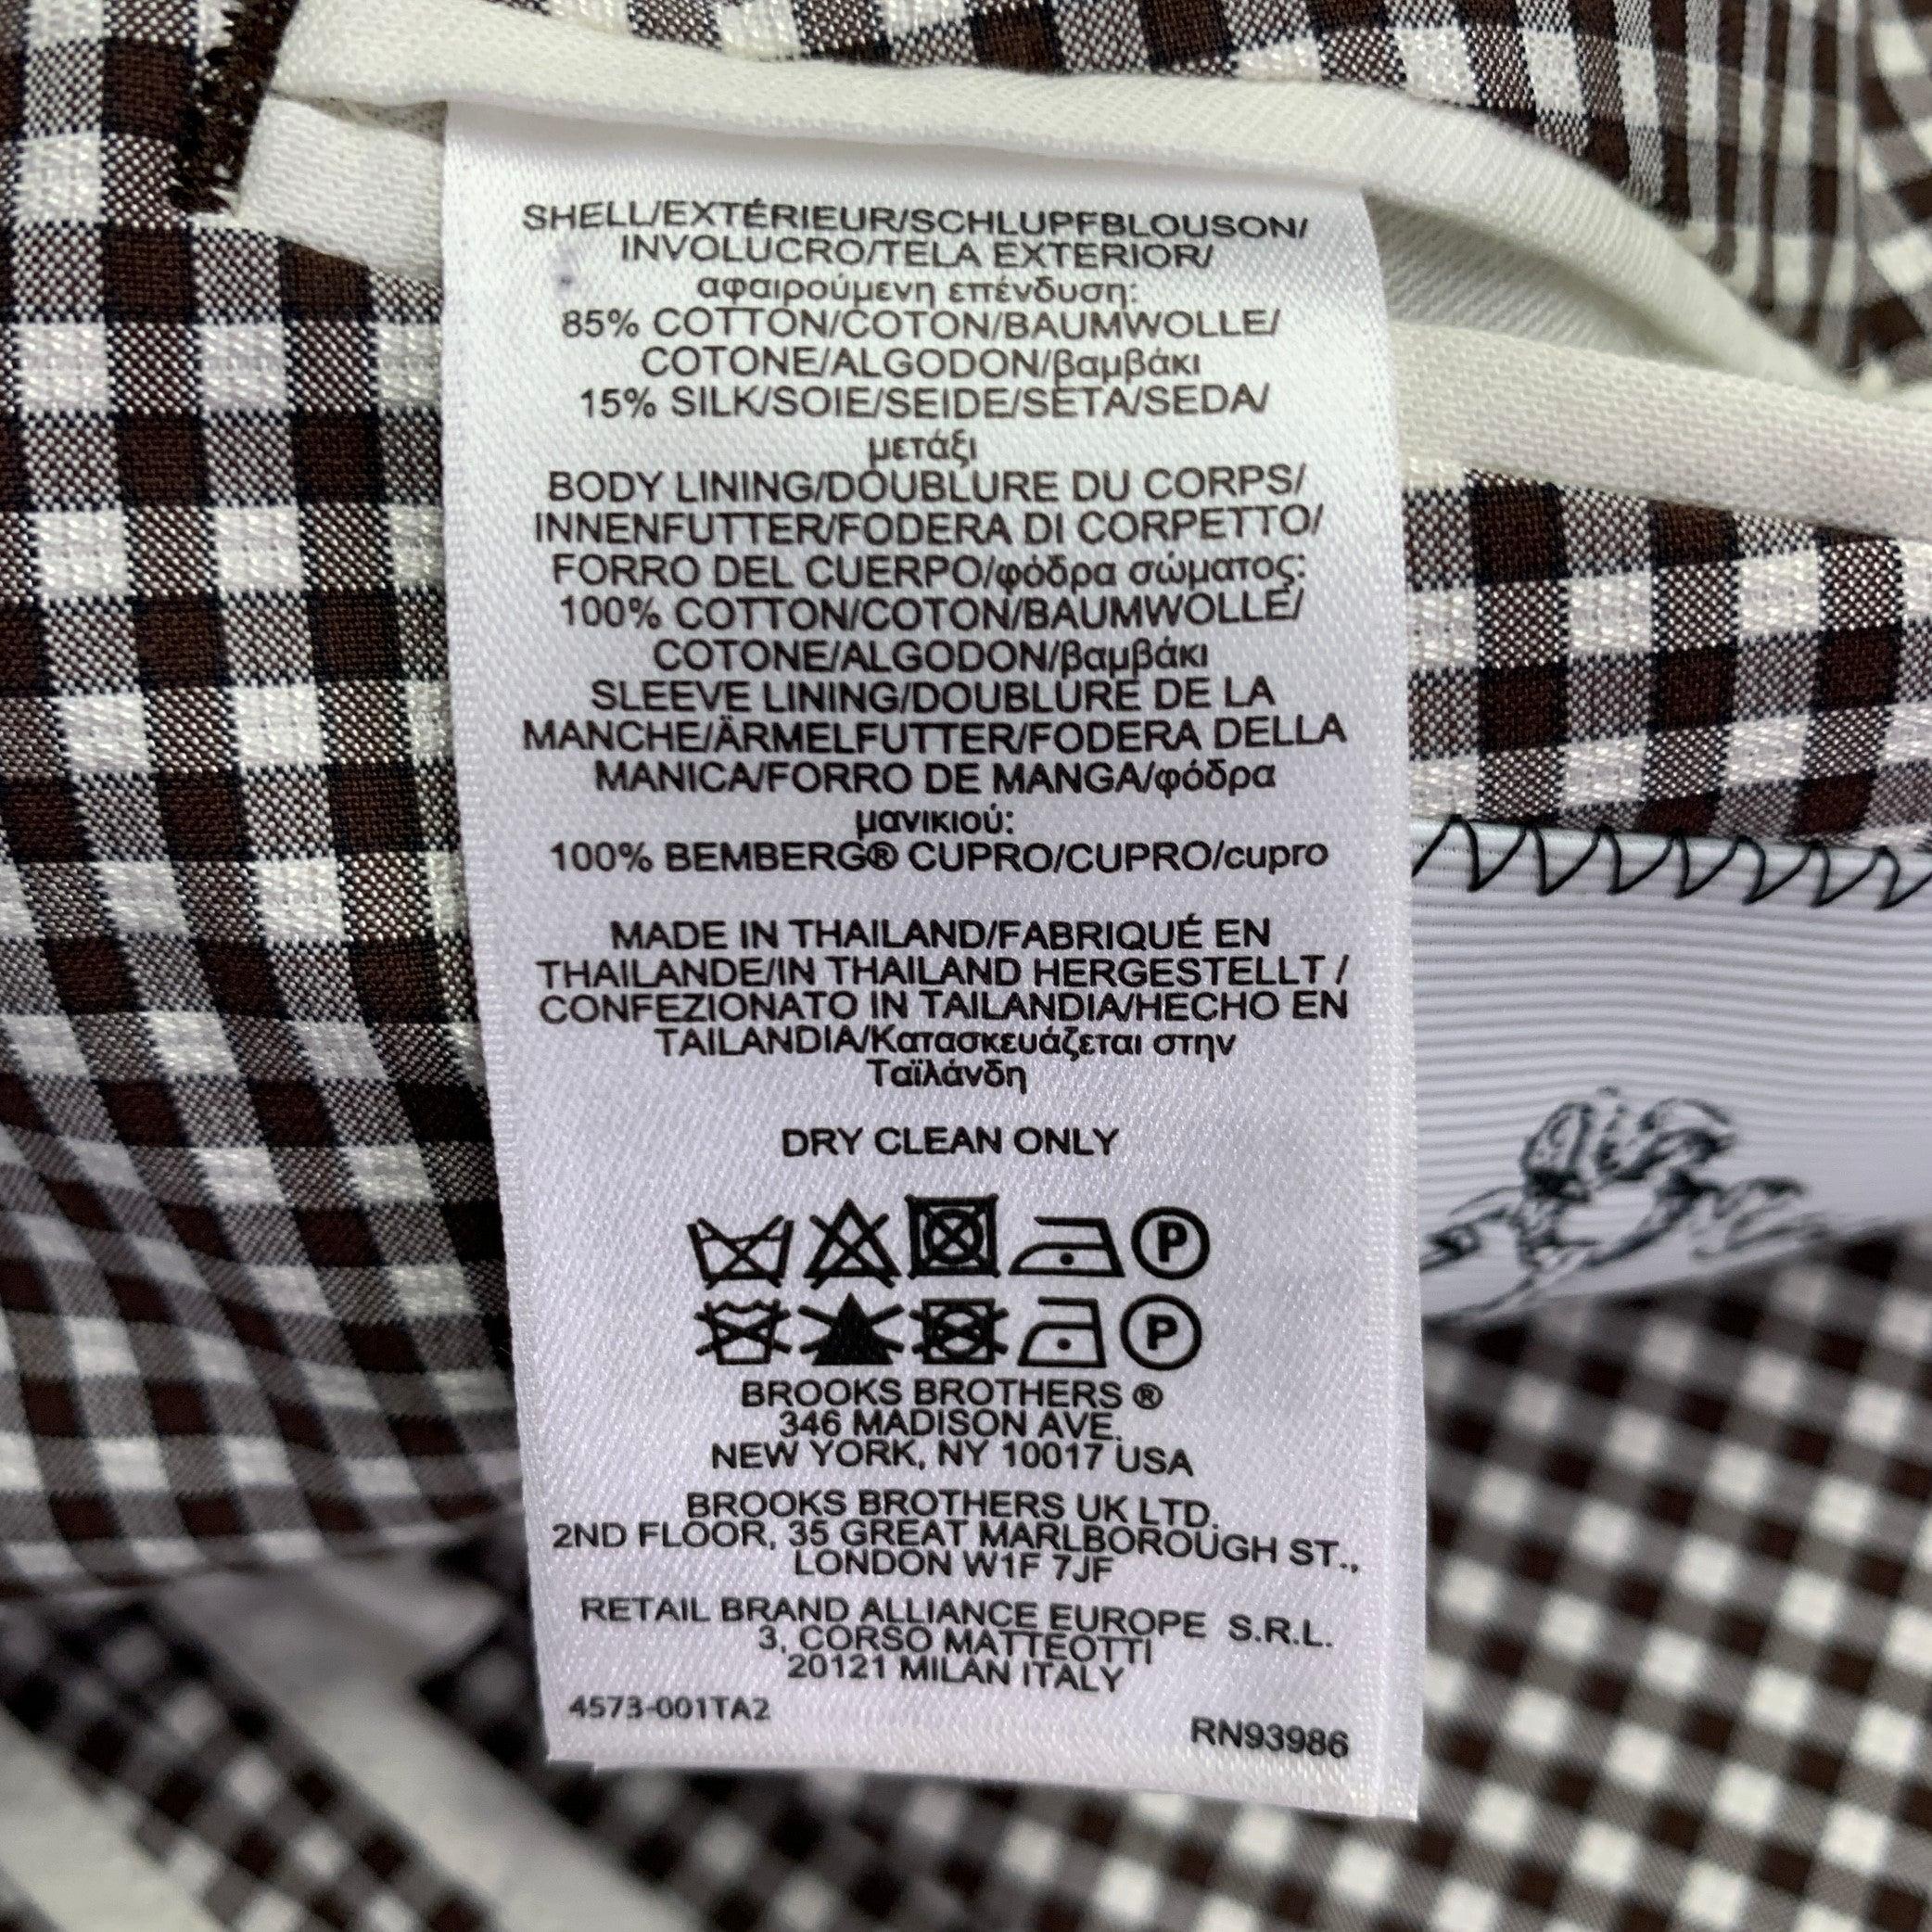 SHELL/EXTÉRIEUR/SCHLUPFBLOUSON/
INVOLUCRO/TELA EXTERIOR/
αφαιρούμενη επένδυση:
85% COTTON/COTON/BAUMWOLLE/
COTONE/ALGODON/βαμβάκι
15% SILK/SOIE/SEIDE/SETA/SEDA/
μετάξι
BODY LINING/DOUBLURE DU CORPS/
INNENFUTTER/FODERA DI CORPETTO/
FORRO DEL CUERPO/φόδρα σώματος:
100% COTTON/COTON/BAUMWOLLE/
COTONE/ALGODON/βαμβάκι
SLEEVE LINING/DOUBLURE DE LA
MANCHE/ÄRMELFUTTER/FODERA DELLA
MANICA/FORRO DE MANGA/φόδρα
μανικιού:
100% BEMBERG® CUPRO/CUPRO/cupro
MADE IN THAILAND/FABRIQUÉ EN
THAILANDE/IN THAILAND HERGESTELLT /
CONFEZIONATO IN TAILANDIA/HECHO EN
TAILANDIA/Κατασκευάζεται στην
Ταϊλάνδη
DRY CLEAN ONLY
P
P
BROOKS BROTHERS ®
346 MADISON AVE.
NEW YORK, NY 10017 USA
BROOKS BROTHERS UK LTD.
2ND FLOOR, 35 GREAT MARLBOROUGH ST.,
LONDON W1F 7JF
RETAIL BRAND ALLIANCE EUROPE S.R.L.
3, CORSO MATTEOTTI
20121 MILAN ITALY
4573-001TA2
RN93986